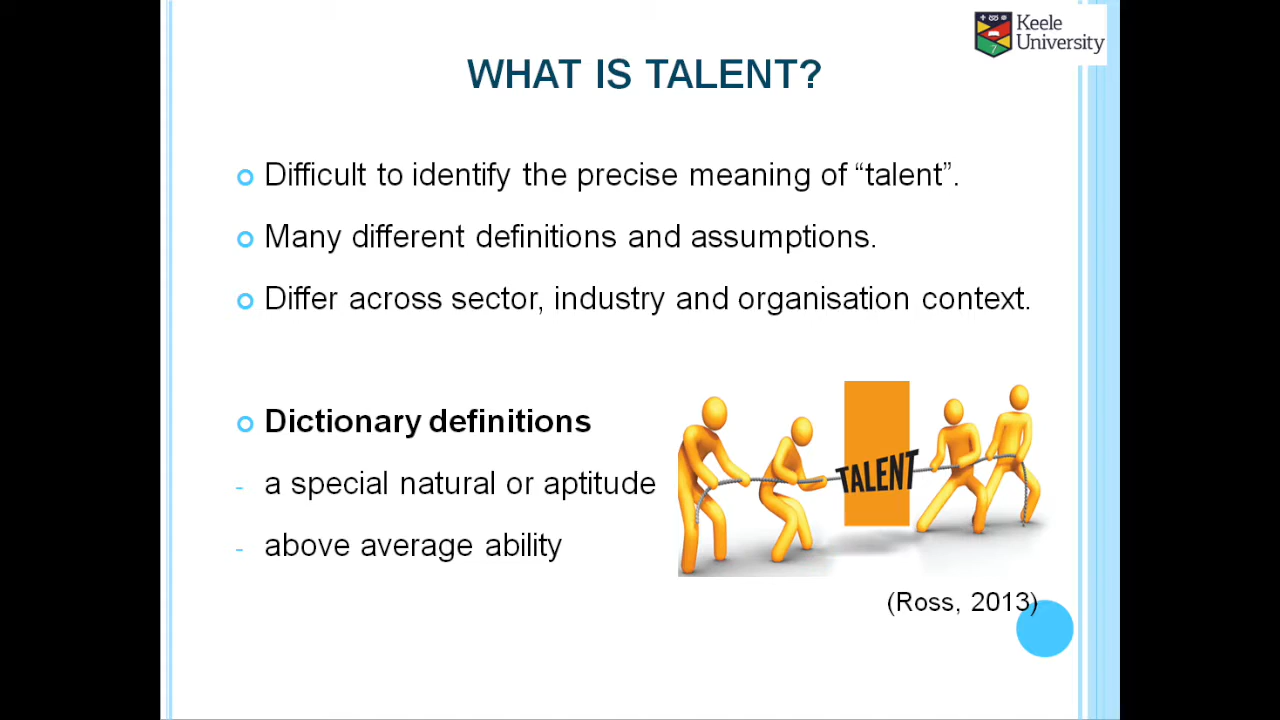 Keele
University
WHAT IS TALENT?
Difficult to identify the precise meaning of “talent”.
Many different definitions and assumptions.
Differ across sector, industry and organisation context.
Dictionary definitions
- a special natural or aptitude
- above average ability
TALENT
(Ross, 2013)